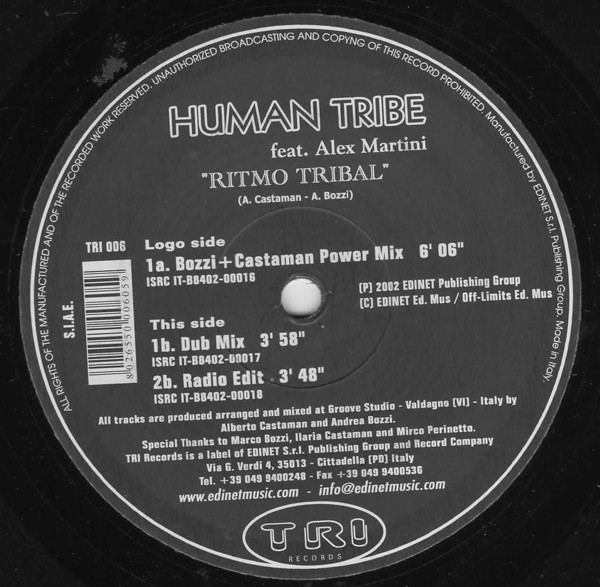 ALL RIGHTS OF THE MANUFACTURED AND OF THE RECORDED WORK RESERVED. UNAUTHORIZED BROADCASTING AND COPYNG OF THIS RECORD PROHIBITED. Manufactured by EDINET S.r.l. Publishing Group. Made in Italy.
HUMAN TRIBE
feat. Alex Martini
"RITMO TRIBAL"
(A. Castaman - A. Bozzi)
TRI 006
S.I.A.E.
8 026550 006059
Logo side
1a. Bozzi+Castaman Power Mix 6' 06"
ISRC IT-B8402-00016
(P) 2002 EDINET Publishing Group
(C) EDINET Ed. Mus / Off-Limits Ed. Mus
This side
1b. Dub Mix 3' 58"
ISRC IT-B8402-00017
2b. Radio Edit . 3' 48"
ISRC IT-B8402-00018
All tracks are produced arranged and mixed at Groove Studio - Valdagno (VI) - Italy by
Alberto Castaman and Andrea Bozzi.
Special Thanks to Marco Bozzi, Ilaria Castaman and Mirco Perinetto.
TRI Records is a label of EDINET S.r.l. Publishing Group and Record Company
Via G. Verdi 4, 35013 - Cittadella (PD) Italy
Tel. +39 049 9400248 - Fax +39 049 9400536
www.edinetmusic.com - info@edinetmusic.com
TRI
RECORDS